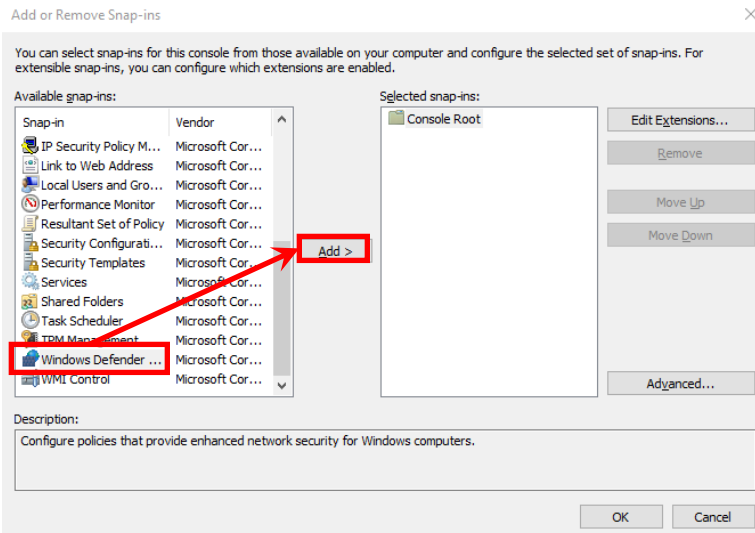 Add or Remove Snap-ins
You can select snap-ins for this console from those available on your computer and configure the selected set of snap-ins. For
extensible snap-ins, you can configure which extensions are enabled.
Available snap-ins:
Selected snap-ins:
Snap-in Vendor
Console Root
Edit Extensions...
IP Security Policy M... Microsoft Cor...
Link to Web Address Microsoft Cor...
Remove
Local Users and Gro... Microsoft Cor...
Performance Monitor Microsoft Cor...
Move Up
Resultant Set of Policy Microsoft Cor...
Move Down
Security Configurati... Microsoft Cor...
Add >
Security Templates Microsoft Cor...
Services Microsoft Cor...
Shared Folders Microsoft Cor...
Task Scheduler Microsoft Cor...
TPM Management Microsoft Cor...
Windows Defender ... Microsoft Cor...
WMI Control Microsoft Cor...
Advanced...
Description:
Configure policies that provide enhanced network security for Windows computers.
OK Cancel